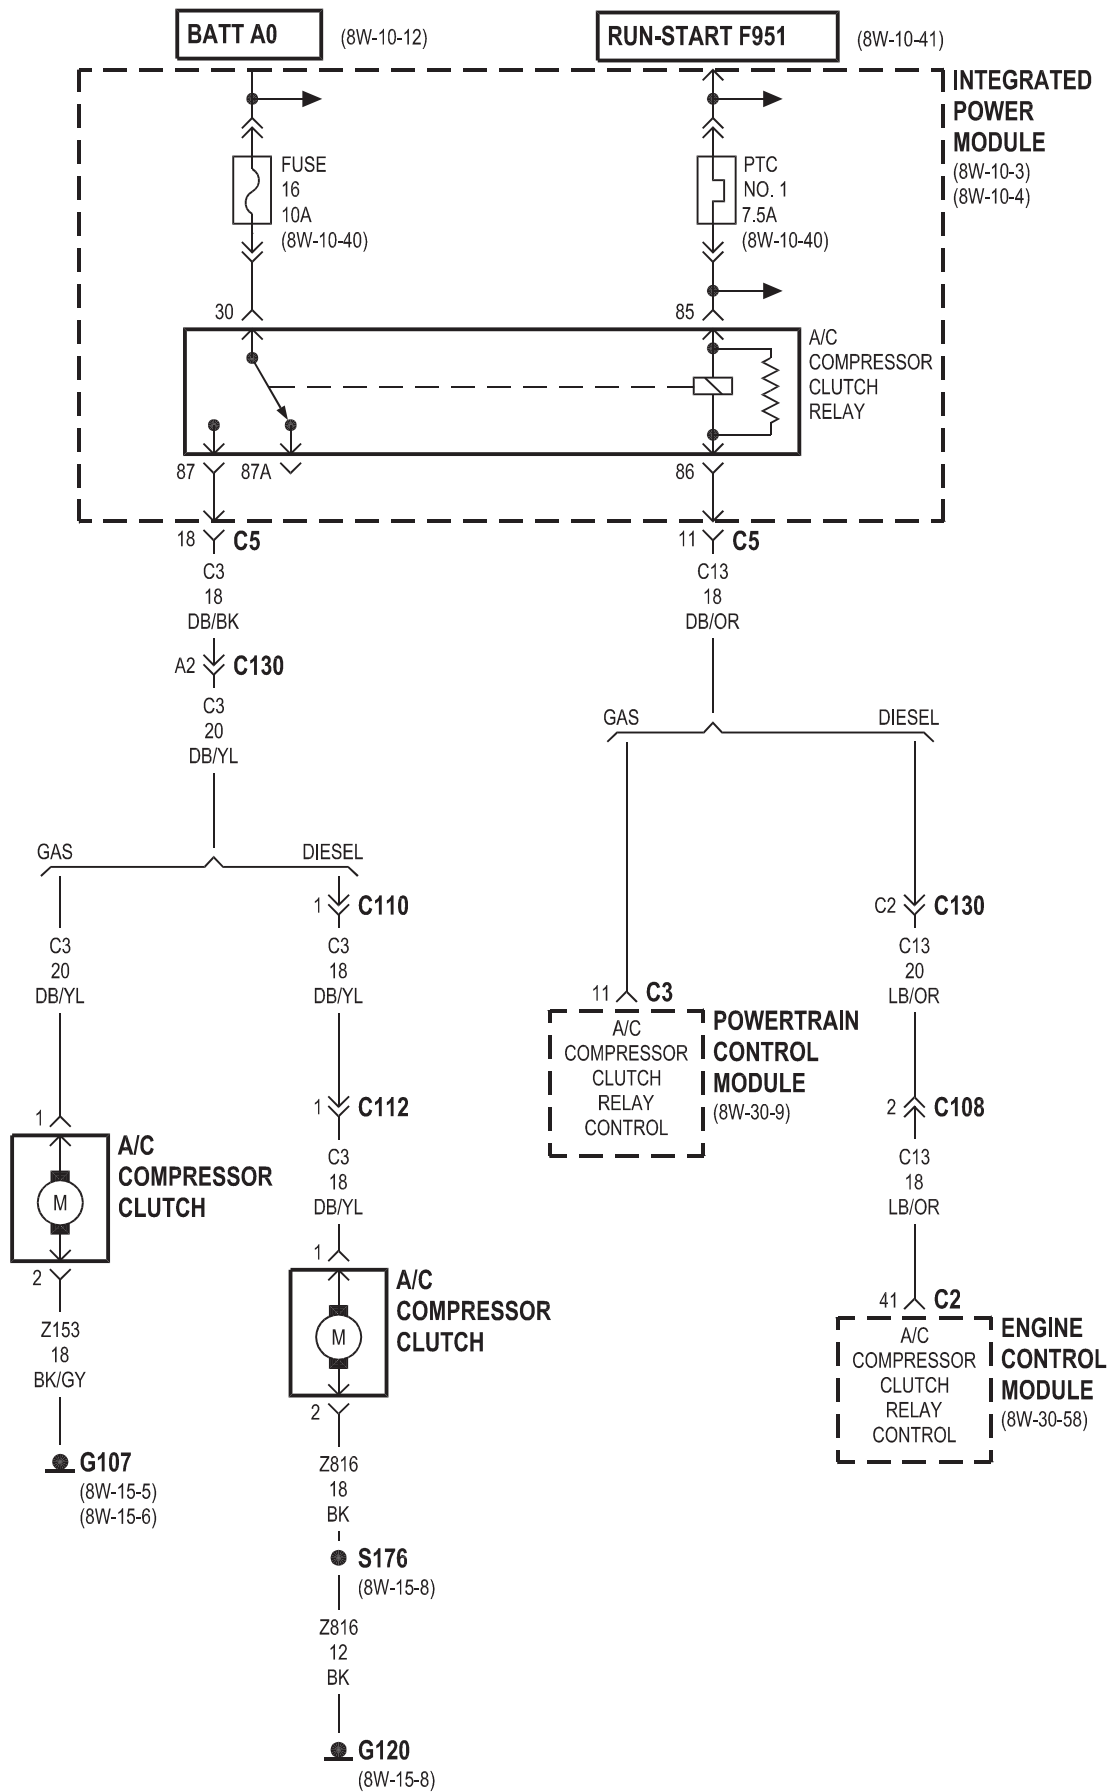 BATT A0
(8W-10-12)
RUN-START F951
(8W-10-41)
INTEGRATED
POWER
MODULE
(8W-10-3)
(8W-10-4)
FUSE
16
10A
(8W-10-40)
PTC
NO. 1
7.5A
(8W-10-40)
30
85
A/C
COMPRESSOR
CLUTCH
RELAY
87
87A
86
18
C5
11
C5
C3
18
DB/BK
C13
18
DB/OR
A2
C130
C3
20
DB/YL
GAS
DIESEL
GAS
DIESEL
1
C110
C2
C130
C3
20
DB/YL
C3
18
DB/YL
C13
20
LB/OR
11
C3
A/C
COMPRESSOR
CLUTCH
RELAY
CONTROL
POWERTRAIN
CONTROL
MODULE
(8W-30-9)
1
1
C112
2
C108
A/C
COMPRESSOR
CLUTCH
M
C3
18
DB/YL
C13
18
LB/OR
2
1
A/C
COMPRESSOR
CLUTCH
M
41
C2
A/C
COMPRESSOR
CLUTCH
RELAY
CONTROL
ENGINE
CONTROL
MODULE
(8W-30-58)
Z153
18
BK/GY
2
G107
(8W-15-5)
(8W-15-6)
Z816
18
BK
S176
(8W-15-8)
Z816
12
BK
G120
(8W-15-8)